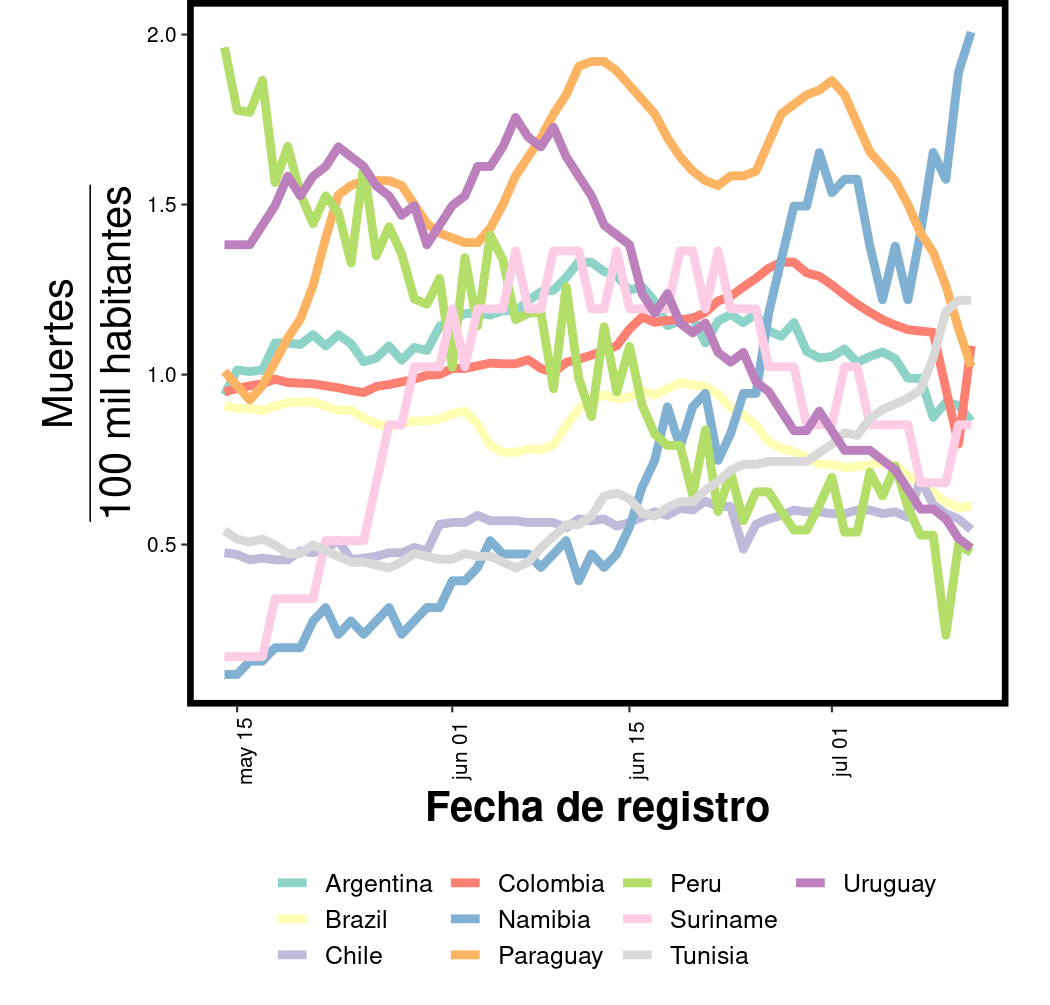 Muertes
100 mil habitantes
2.0
1.5
1.0
0.5
may 15
jun 01
jun 15
jul 01
Fecha de registro
Argentina
Colombia
Peru
Uruguay
Brazil
Namibia
Suriname
Chile
Paraguay
Tunisia